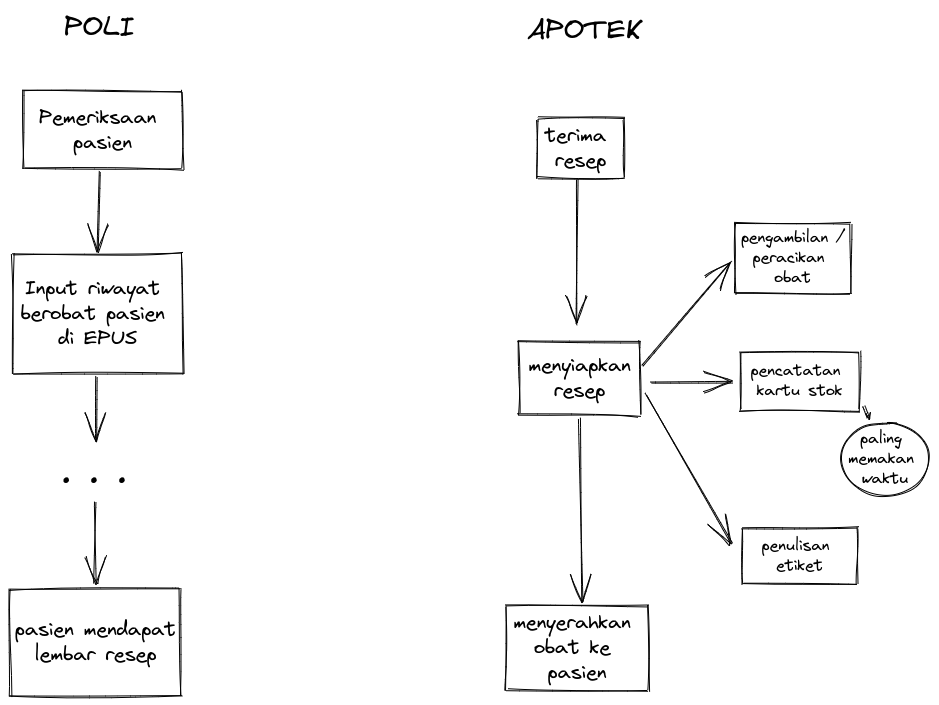 POLI
Pemeriksaan
pasien
Input riwayat
berobat pasien
di EPUS
. . .
pasien mendapat
lembar resep
APOTEK
terima
resep
menyiapkan
resep
pengambilan /
peracikan
obat
pencatatan
kartu stok
paling
memakan
waktu
penulisan
etiket
menyerahkan
obat ke
pasien